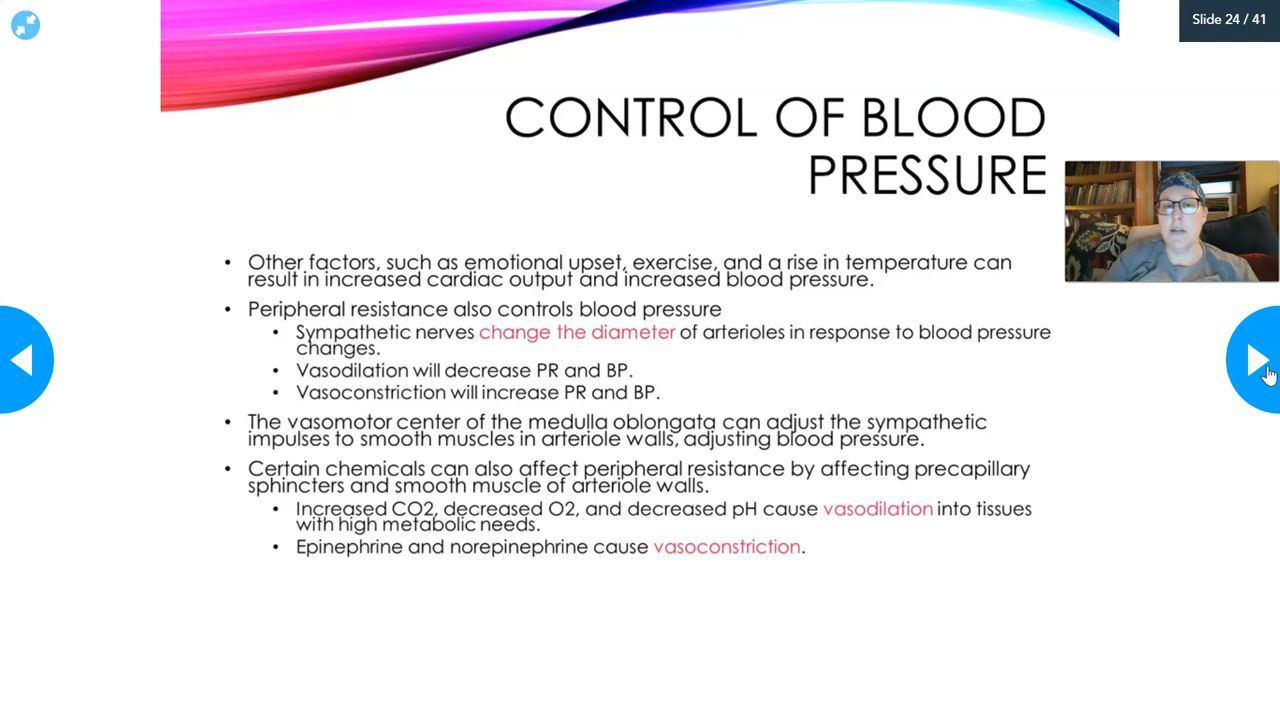 Slide 24 / 41
CONTROL OF BLOOD
PRESSURE
• Other factors, such as emotional upset, exercise, and a rise in temperature can
result in increased cardiac output and increased blood pressure.
• Peripheral resistance also controls blood pressure
• Sympathetic nerves change the diameter of arterioles in response to blood pressure
changes.
• Vasodilation will decrease PR and BP.
• Vasoconstriction will increase PR and BP.
• The vasomotor center of the medulla oblongata can adjust the sympathetic
impulses to smooth muscles in arteriole walls, adjusting blood pressure.
• Certain chemicals can also affect peripheral resistance by affecting precapillary
sphincters and smooth muscle of arteriole walls.
• Increased CO2, decreased O2, and decreased pH cause vasodilation into tissues
with high metabolic needs.
• Epinephrine and norepinephrine cause vasoconstriction.